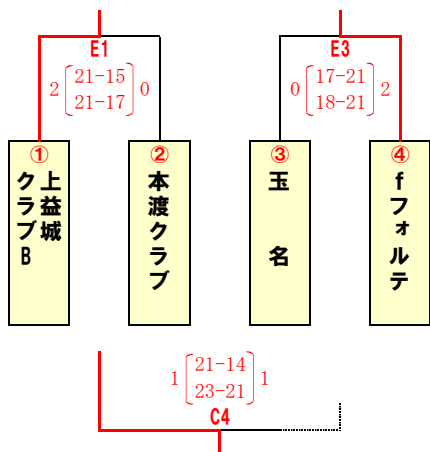 E1
E3
2 21-15 0
21-17
0 17-21 2
18-21
①
②
③
④
上益城
クラブB
本渡クラブ
玉名
fフォルテ
1 21-14 1
23-21
C4